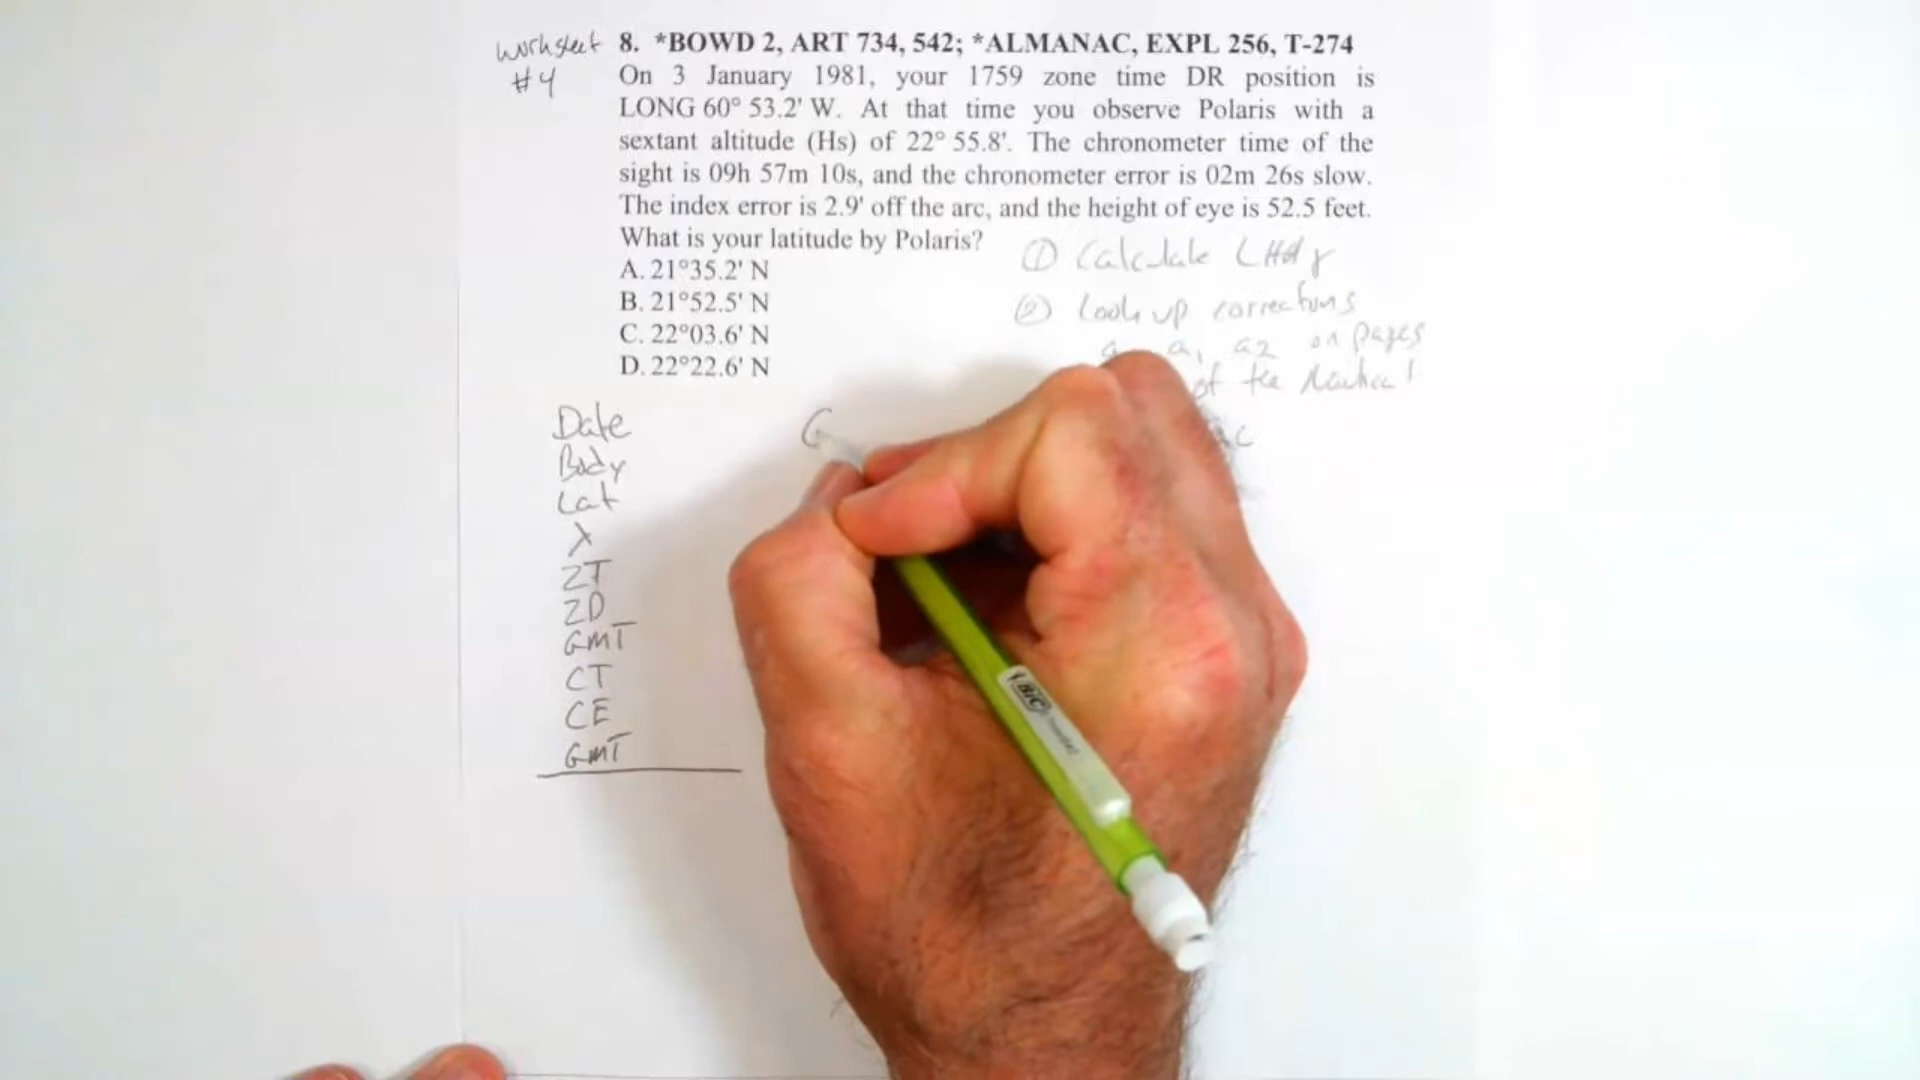 worksheet 8. *BOWD 2, ART 734, 542; *ALMANAC, EXPL 256, T-274
#4 On 3 January 1981, your 1759 zone time DR position is
LONG 60° 53.2' W. At that time you observe Polaris with a
sextant altitude (Hs) of 22° 55.8'. The chronometer time of the
sight is 09h 57m 10s, and the chronometer error is 02m 26s slow.
The index error is 2.9' off the arc, and the height of eye is 52.5 feet.
What is your latitude by Polaris?
① Calculate LHA ϒ
A. 21°35.2' N
② Look up corrections
B. 21°52.5' N
a1 a2 on pages
C. 22°03.6' N
of the Nautical
D. 22°22.6' N
Date G
Body
Lat
λ
ZT
ZD
GMT
CT
CE
GMT
BIC